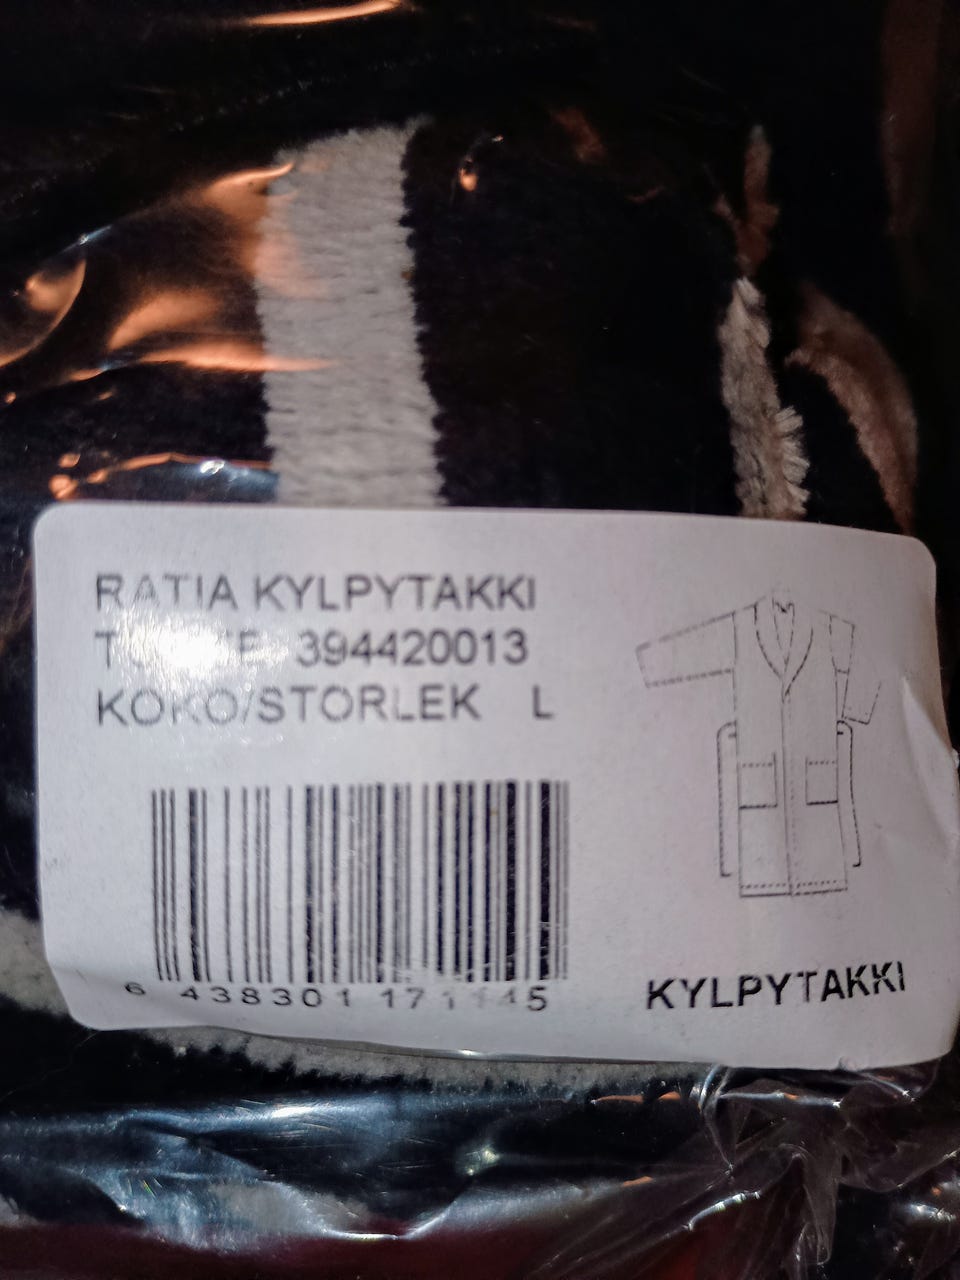 RATIA KYLPYTAKKI
394420013
KOKO/STORLEK L
6 438301 171145
KYLPYTAKKI